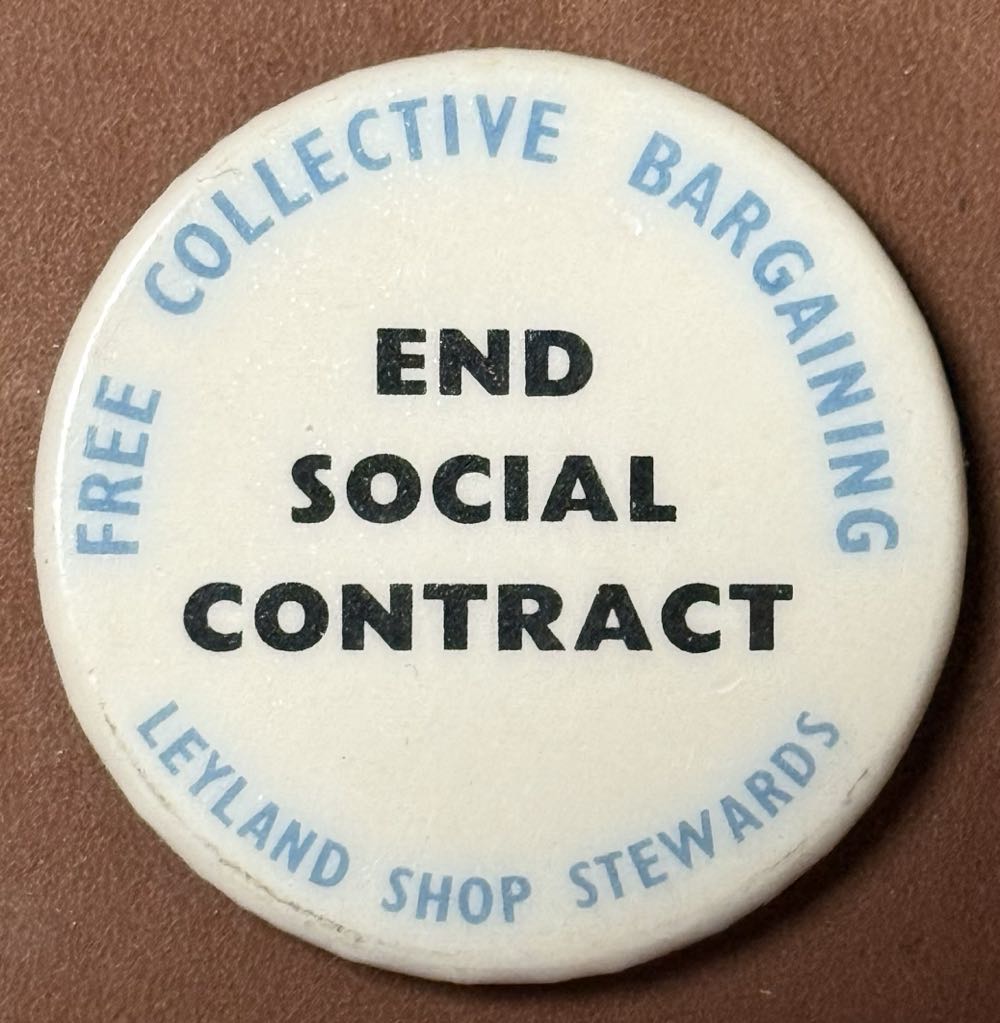 FREE COLLECTIVE BARGAINING
END
SOCIAL
CONTRACT
LEYLAND SHOP STEWARDS